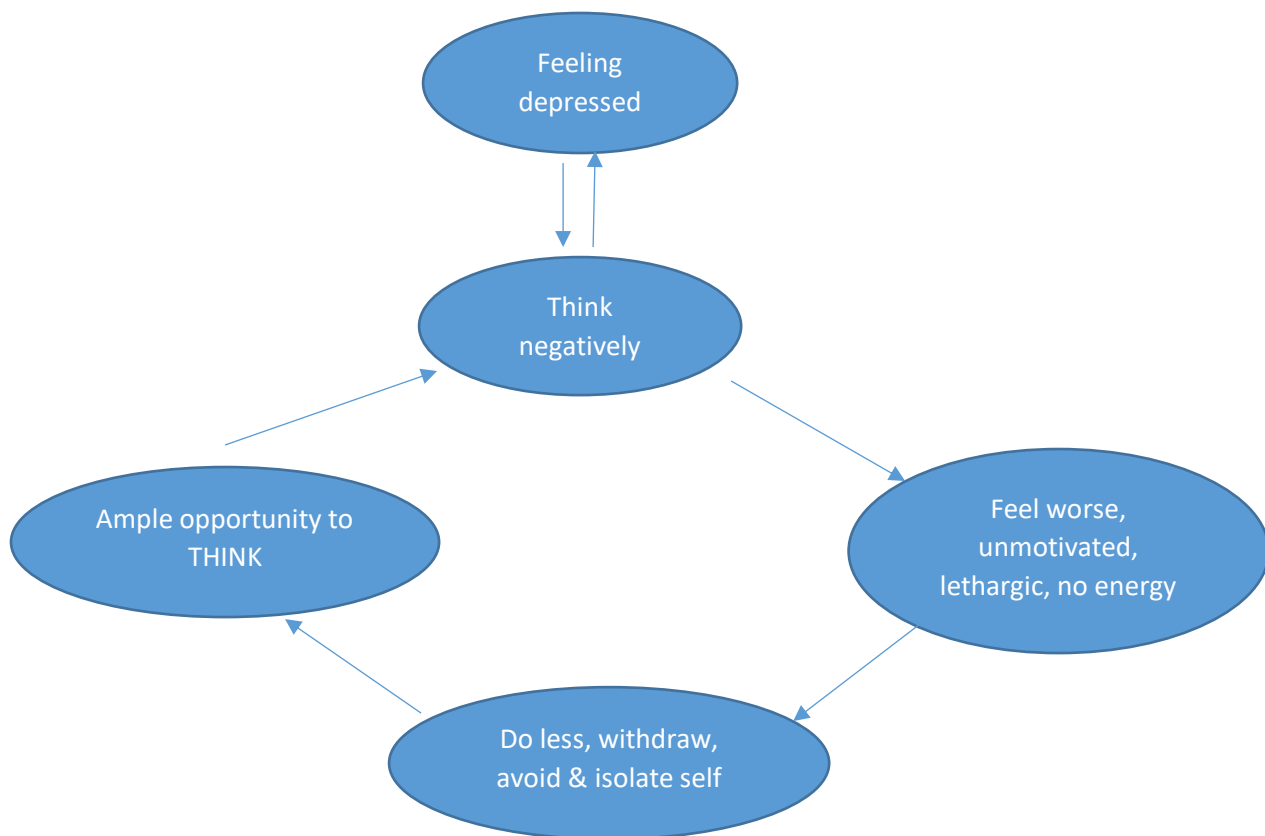 Feeling
depressed
Think
negatively
Feel worse,
unmotivated,
lethargic, no energy
Do less, withdraw,
avoid & isolate self
Ample opportunity to
THINK